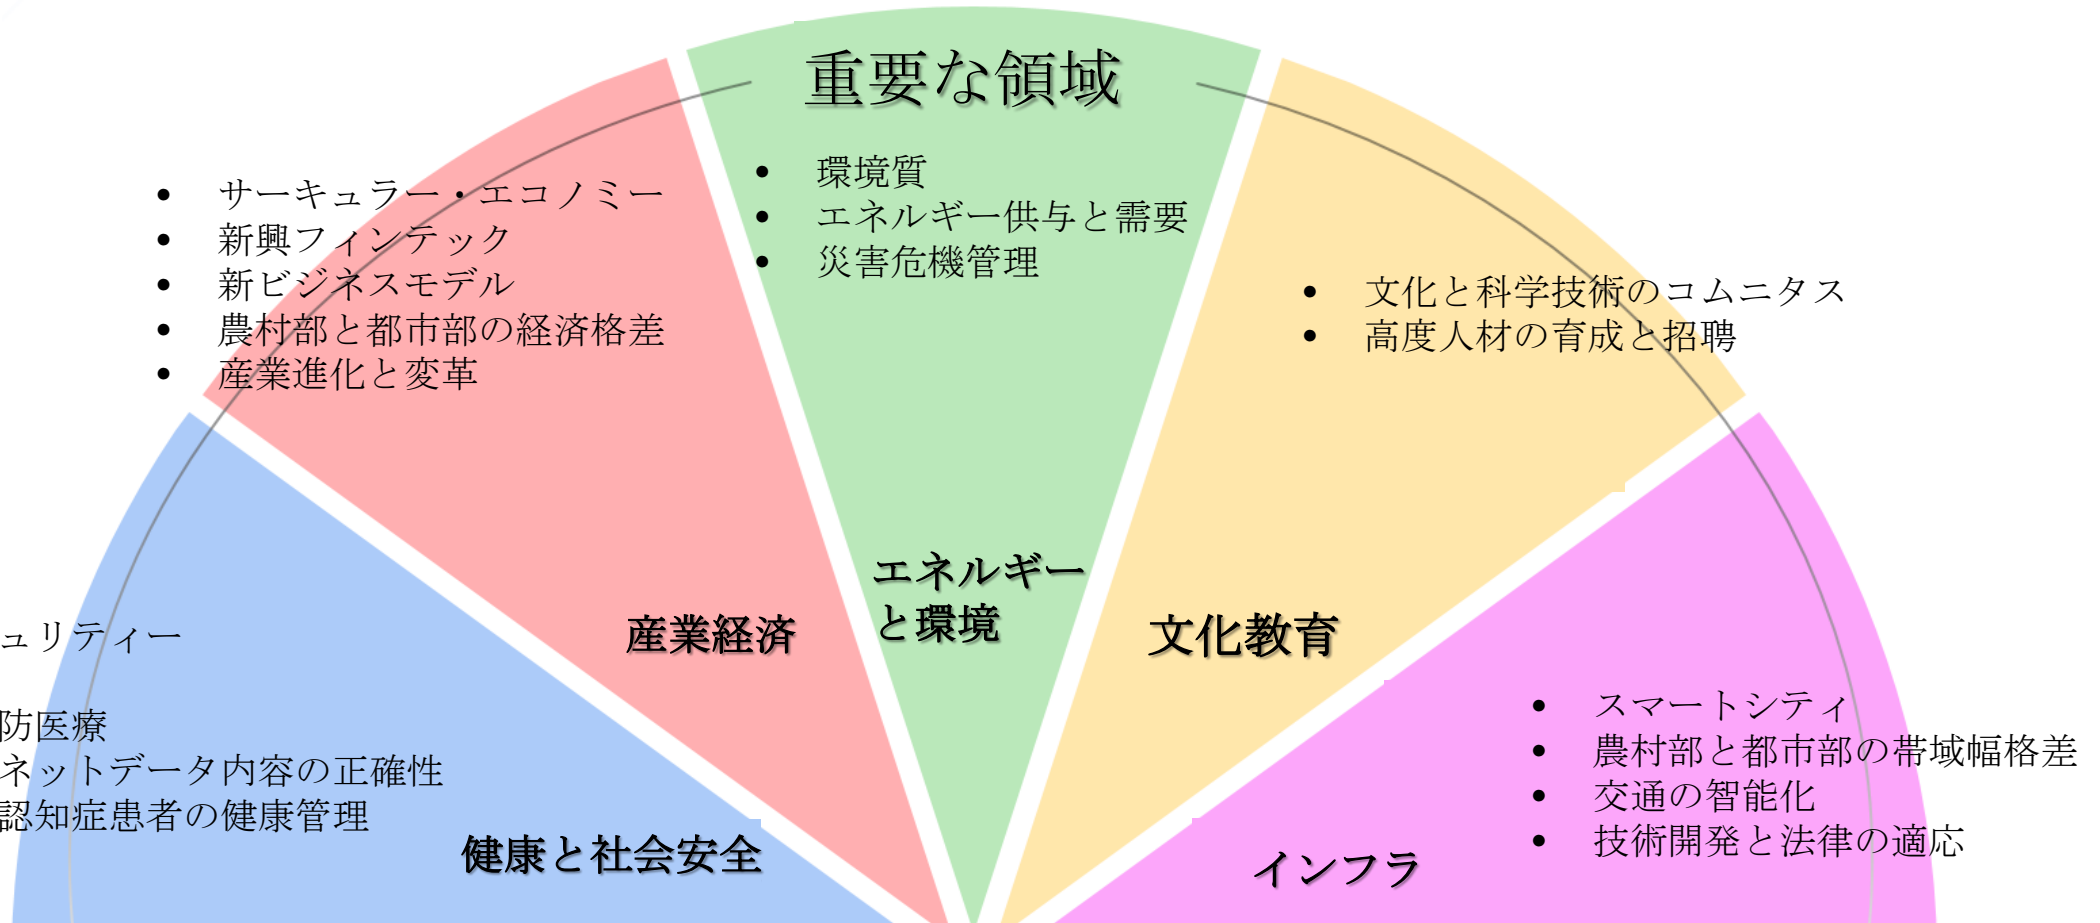 重要な領域
• サーキュラー・エコノミー
• 新興フィンテック
• 新ビジネスモデル
• 農村部と都市部の経済格差
• 産業進化と変革
産業経済
• 環境質
• エネルギー供与と需要
• 災害危機管理
エネルギー
と環境
• 文化と科学技術のコムニタス
• 高度人材の育成と招聘
文化教育
ュリティー
防医療
ネットデータ内容の正確性
認知症患者の健康管理
健康と社会安全
• スマートシティ
• 農村部と都市部の帯域幅格差
• 交通の智能化
• 技術開発と法律の適応
インフラ